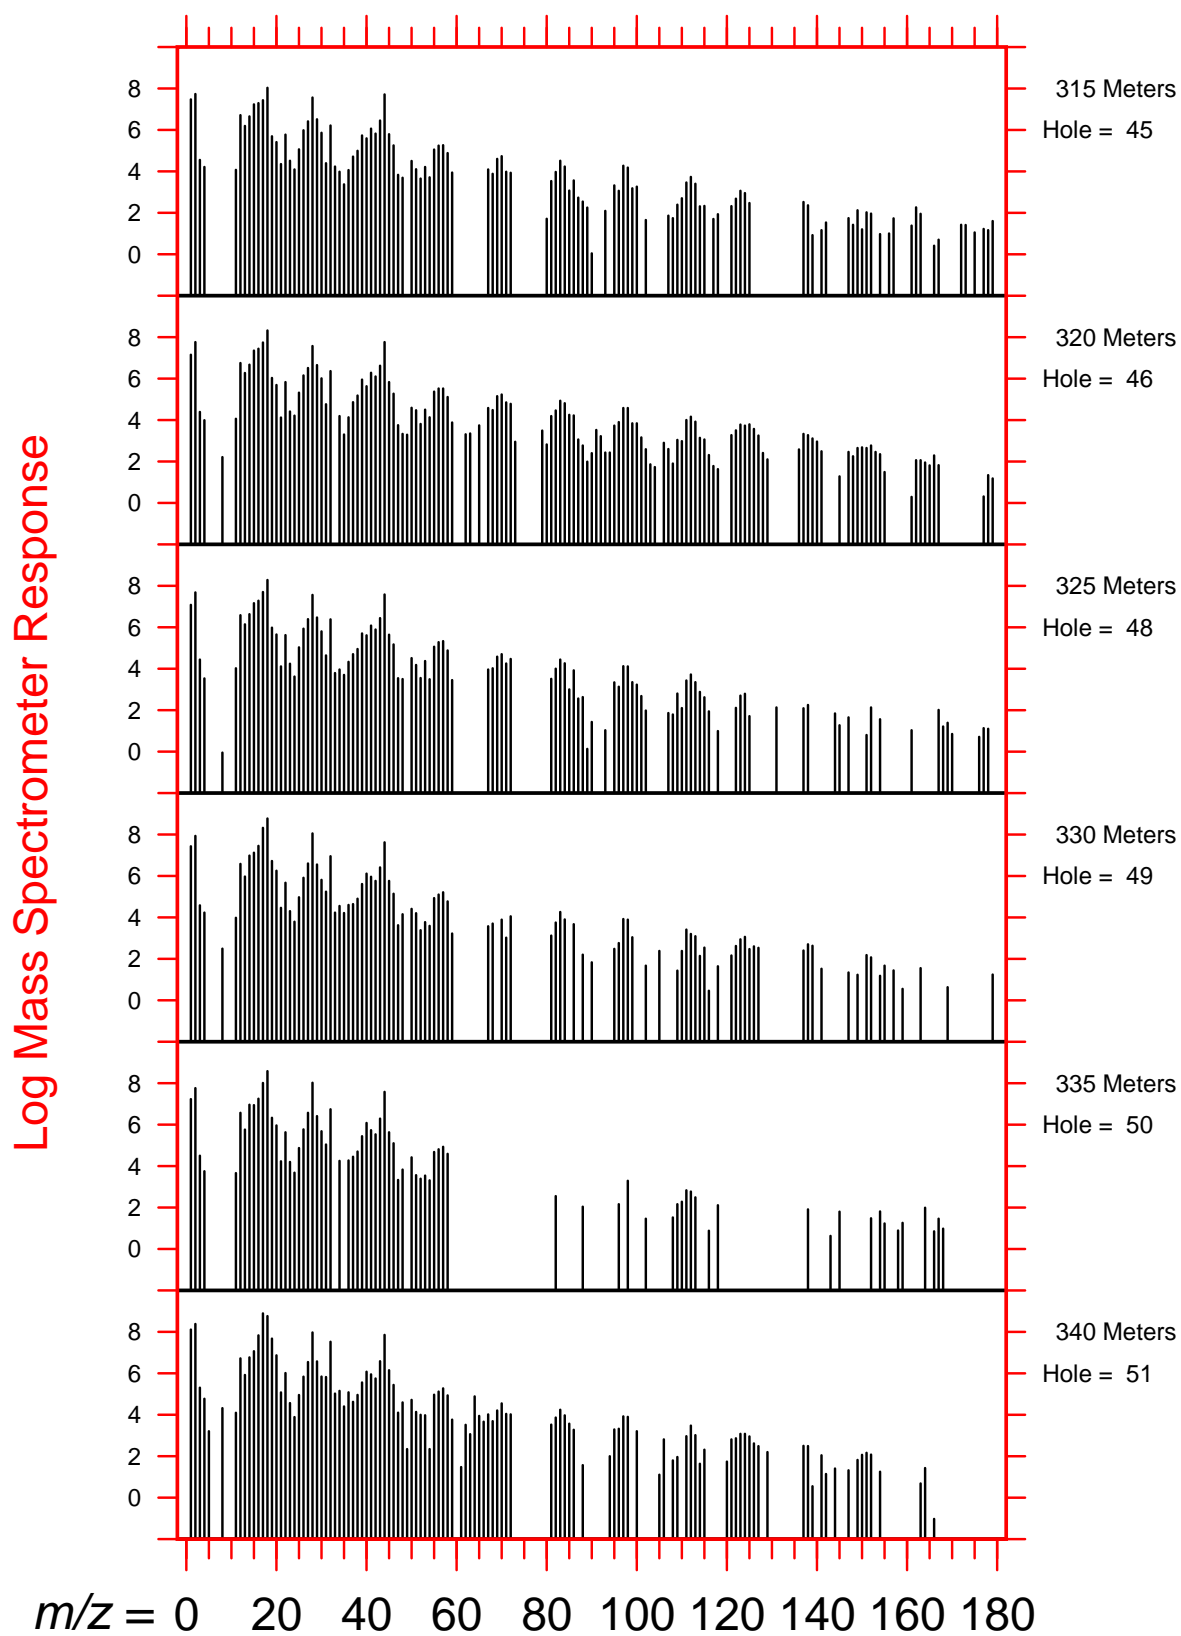 Log Mass Spectrometer Response
8
6
4
2
0
315 Meters
Hole = 45
8
6
4
2
0
320 Meters
Hole = 46
8
6
4
2
0
325 Meters
Hole = 48
8
6
4
2
0
330 Meters
Hole = 49
8
6
4
2
0
335 Meters
Hole = 50
8
6
4
2
0
340 Meters
Hole = 51
m/z = 0 20 40 60 80 100 120 140 160 180